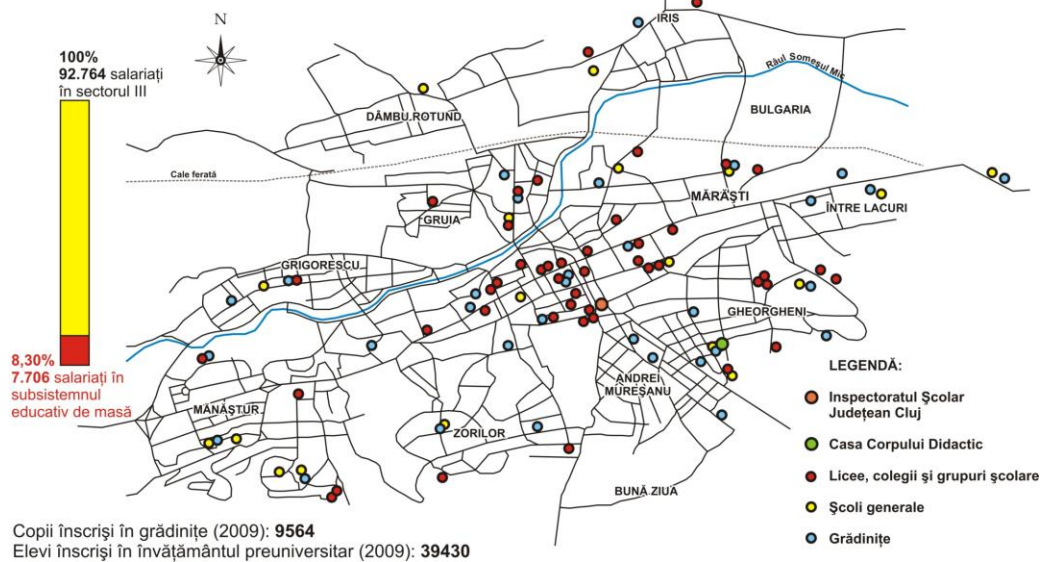 N
100%
92.764 salariați
în sectorul III
8,30%
7.706 salariați în
subsistemnul
educativ de masă
IRIS
Râul Someșul Mic
DÂMBU ROTUND
BULGARIA
Cale ferată
MĂRĂȘTI
ÎNTRE LACURI
GRUIA
GRIGORESCU
GHEORGHENI
ANDREI
MUREȘANU
MĂNĂȘTUR
ZORILOR
BUNĂ ZIUA
LEGENDĂ:
Inspectoratul Școlar
Județean Cluj
Casa Corpului Didactic
Licee, colegii și grupuri școlare
Școli generale
Grădinițe
Copii înscriși în grădinițe (2009): 9564
Elevi înscriși în învățământul preuniversitar (2009): 39430